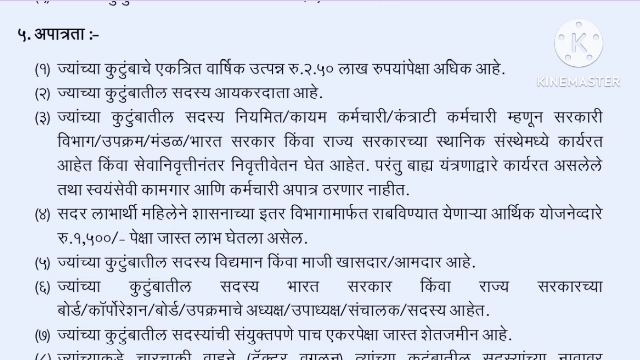 ५. अपात्रता :-
(१) ज्यांच्या कुटुंबाचे एकत्रित वार्षिक उत्पन्न रु.२.५० लाख रुपयांपेक्षा अधिक आहे.
(२) ज्याच्या कुटुंबातील सदस्य आयकरदाता आहे.
(३) ज्यांच्या कुटुंबातील सदस्य नियमित/कायम कर्मचारी/कंत्राटी कर्मचारी म्हणून सरकारी
विभाग/उपक्रम/मंडळ/भारत सरकार किंवा राज्य सरकारच्या स्थानिक संस्थेमध्ये कार्यरत
आहेत किंवा सेवानिवृत्तीनंतर निवृत्तीवेतन घेत आहेत. परंतु बाह्य यंत्रणाद्वारे कार्यरत असलेले
तथा स्वयंसेवी कामगार आणि कर्मचारी अपात्र ठरणार नाहीत.
(४) सदर लाभार्थी महिलेने शासनाच्या इतर विभागामार्फत राबविण्यात येणाऱ्या आर्थिक योजनेव्दारे
रु.१,५००/- पेक्षा जास्त लाभ घेतला असेल.
(५) ज्यांच्या कुटुंबातील सदस्य विद्यमान किंवा माजी खासदार/आमदार आहे.
(६) ज्यांच्या कुटुंबातील सदस्य भारत सरकार किंवा राज्य सरकारच्या
बोर्ड/कॉर्पोरेशन/बोर्ड/उपक्रमाचे अध्यक्ष/उपाध्यक्ष/संचालक/सदस्य आहेत.
(७) ज्यांच्या कुटुंबातील सदस्यांची संयुक्तपणे पाच एकरपेक्षा जास्त शेतजमीन आहे.
K
KINEMASTER